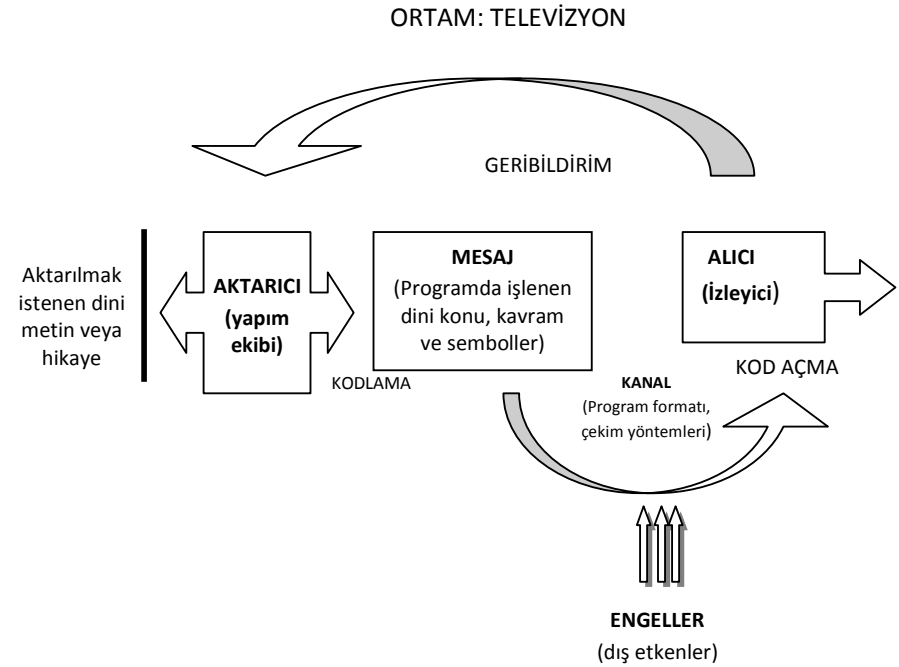 ORTAM: TELEVİZYON
GERİBİLDİRİM
Aktarılmak
istenen dini
metin veya
hikaye
AKTARICI
(yapım
ekibi)
KODLAMA
MESAJ
(Programda işlenen
dini konu, kavram
ve semboller)
ALICI
(İzleyici)
KOD AÇMA
KANAL
(Program formatı,
çekim yöntemleri)
ENGELLER
(dış etkenler)